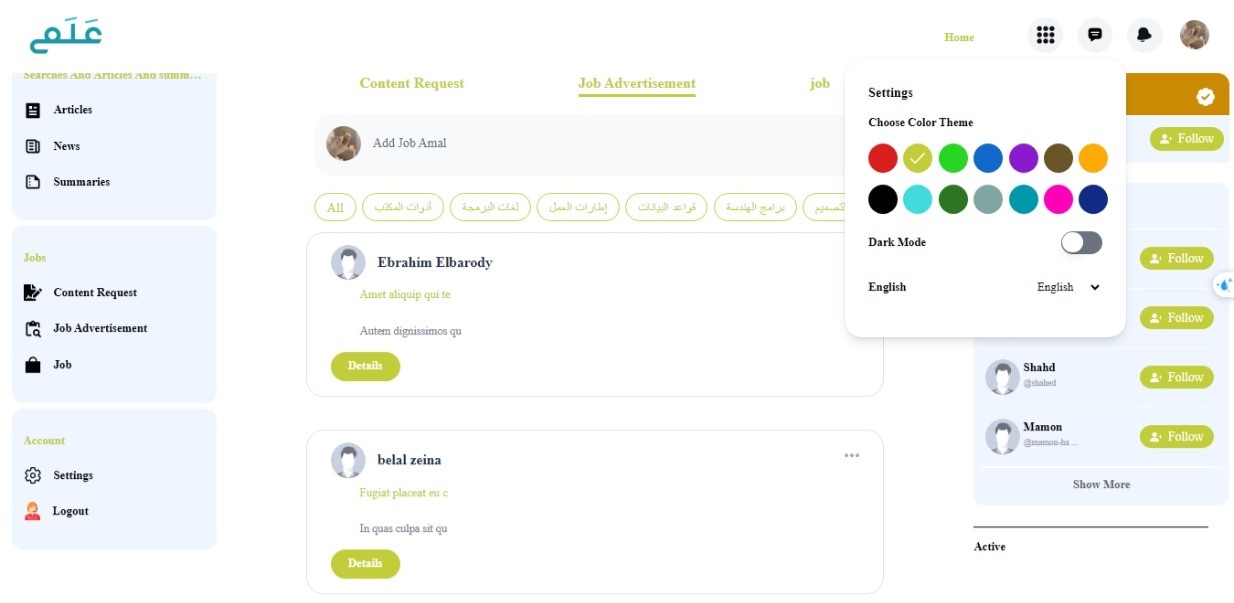 عَلَم
Home
Searches And Articles And summ...
Articles
News
Summaries
Jobs
Content Request
Job Advertisement
Job
Account
Settings
Logout
Content Request
Job Advertisement
job
Add Job Amal
All
أدوات المكتب
لغات البرمجة
إطارات العمل
قواعد البيانات
برامج الهندسة
Ebrahim Elbarody
Amet aliquip qui te
Autem dignissimos qu
Details
belal zeina
Fugiat placeat eu c
In quas culpa sit qu
Details
Settings
Choose Color Theme
Dark Mode
English
English
Follow
Follow
Follow
Shahd
@shahed
Follow
Mamon
@mamon-ha ...
Follow
Show More
Active